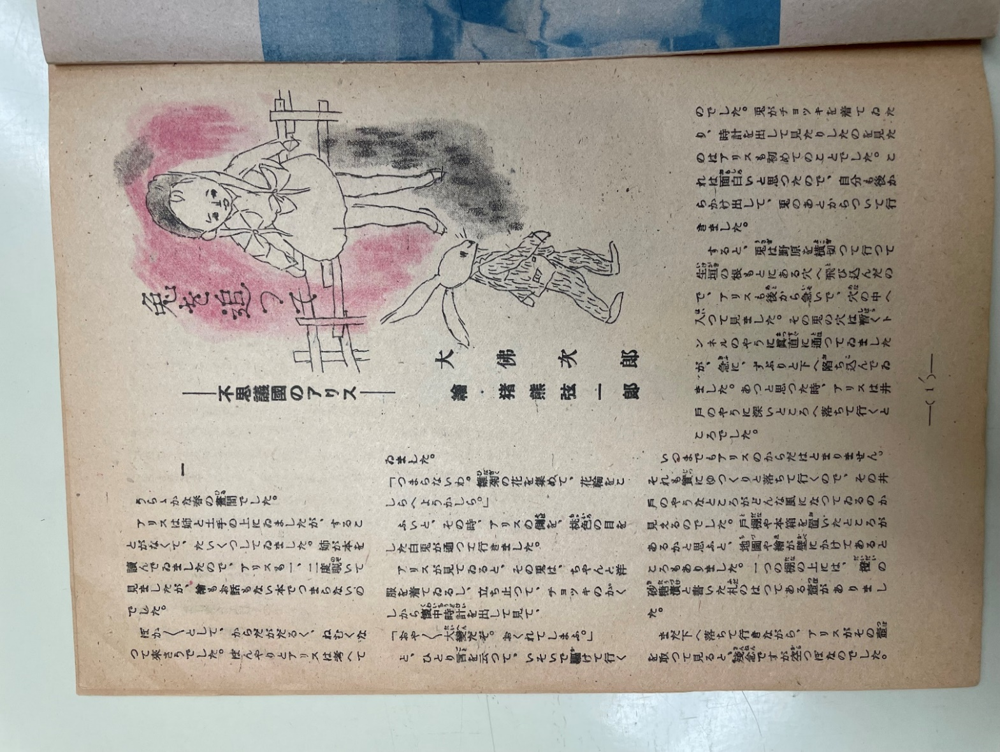 兎を追つて
大佛次郎
繪・猪熊弦一郎
不思議國のアリス
一
うらゝかな春の晝間でした。
アリスは姉と土手の上にゐましたが、するこ
とがなくて、たいくつしてゐました。姉が本を
讀んでゐましたので、アリスも一、二度覗いて
見ましたが、繪もお話もない本でつまらないの
でした。
ぽか〳〵として、からだがだるく、ねむくな
つて來さうでした。ぼんやりとアリスは考へて
ゐました。
「つまらないわ。雛菊の花を集めて、花輪をこ
しらへようかしら。」
ふいと、その時、アリスの側を、桃色の目を
した白兎が通つて行きました。
アリスが見てゐると、その兎は、ちやんと洋
服を着てゐるし、立ち止つて、チョツキのかく
しから懷中時計を出して見て、
「おや〳〵大變だぞ。おくれてしまふ。」
と、ひとり言を云つて、いそいで驅けて行く
のでした。兎がチョツキを着てゐた
り、時計を出して見たりしたのを見た
のはアリスも初めてのことでした。こ
れは面白いと思つたので、自分も後か
らかけ出して、兎のあとからついて行
きました。
すると、兎は野原を横切つて行つて
生垣の根もとにある穴へ飛び込んだの
で、アリスも後から急いで、穴の中へ
入つて見ました。その兎の穴は暫くト
ンネルのやうに眞直に通つてゐました
が、急に、ずぶりと下へ陷ち込んでゐ
ました。あつと思つた時、アリスは井
戸のやうに深いところへ落ちて行くと
ころでした。
いつまでもアリスのからだはとまりません。
それも實にゆつくりと落ちて行くので、その井
戸のやうなところがどんな風になつてゐるのか
見えるのでした。戸棚や本箱を置いたところが
あるかと思ふと、地圖や繪が壁にかけてあると
ころもありました。一つの棚の上には、橙の
砂糖漬と書いた札のはつてある壺がありまし
た。
まだ下へ落ちて行きながら、アリスがその壺
を取つて見ると、殘念ですが空つぽなのでした。
（1）